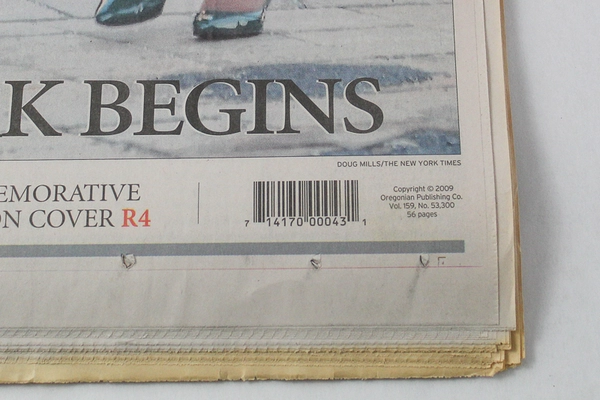 K BEGINS
DOUG MILLS/THE NEW YORK TIMES
EMORATIVE
ON COVER R4
7 14170 00043 1
Copyright © 2009
Oregonian Publishing Co.
Vol. 159, No. 53,300
56 pages